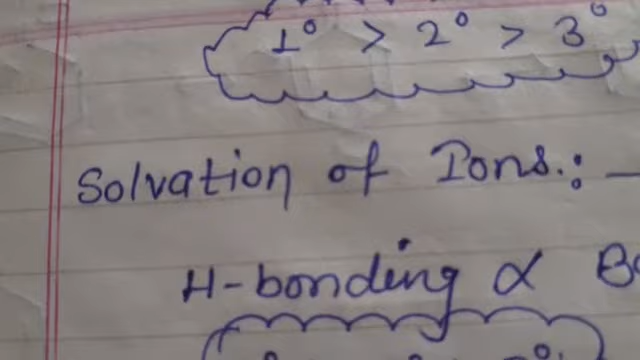 1° > 2° > 3°
Solvation of Ions.: —
H-bonding ∝